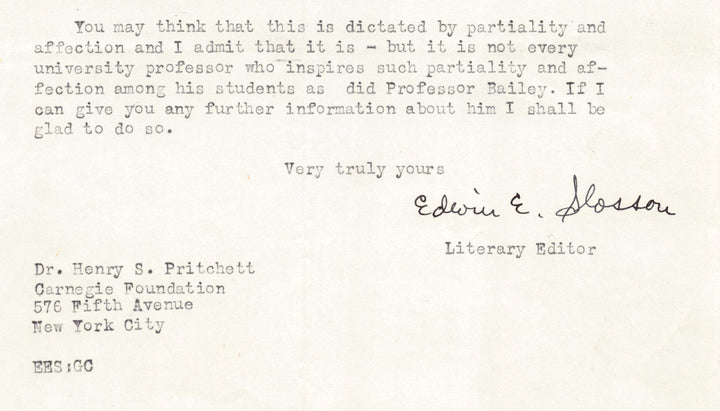 You may think that this is dictated by partiality and
affection and I admit that it is - but it is not every
university professor who inspires such partiality and af-
fection among his students as did Professor Bailey. If I
can give you any further information about him I shall be
glad to do so.
Very truly yours
Edwin E. Slosson
Literary Editor
Dr. Henry S. Pritchett
Carnegie Foundation
576 Fifth Avenue
New York City
EES:GC